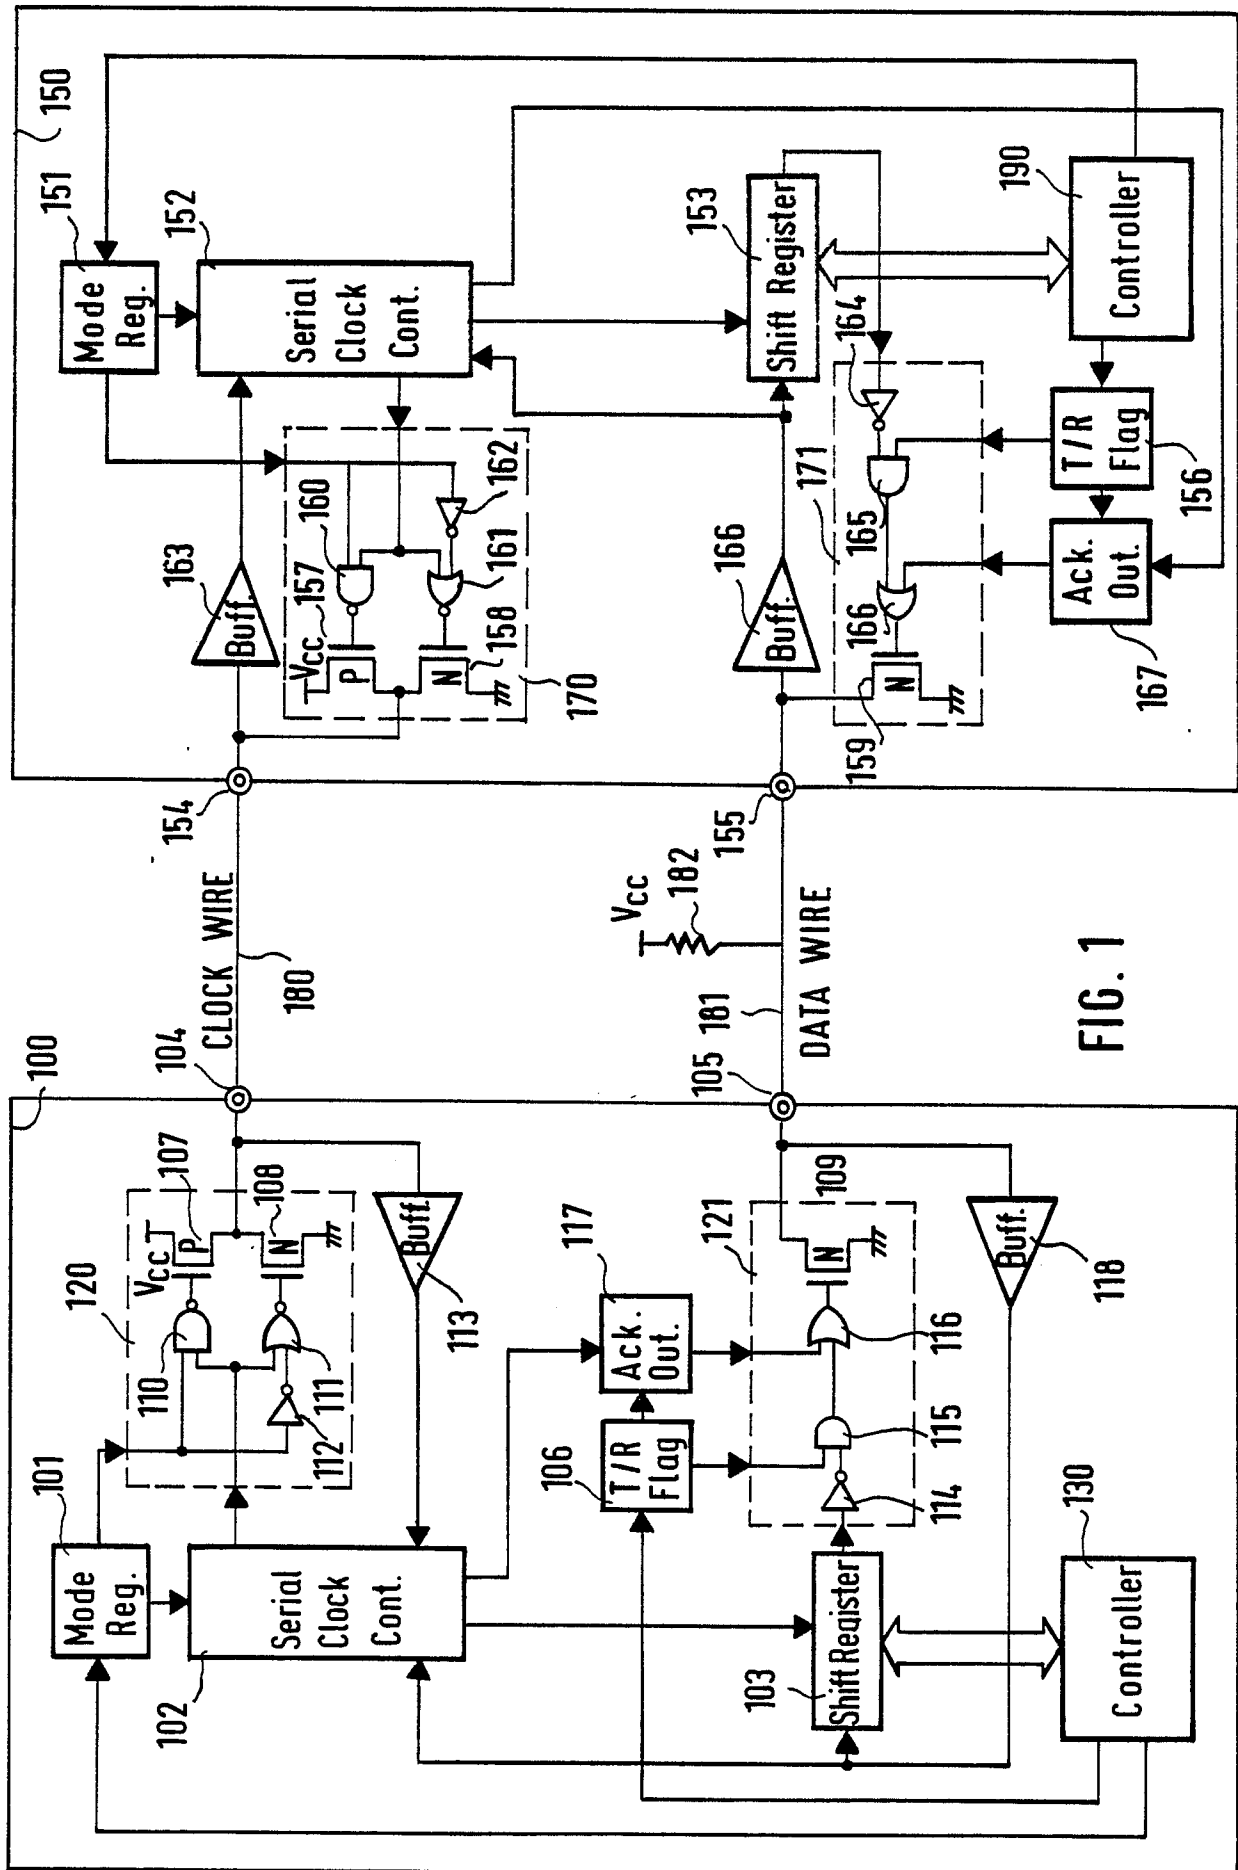 100
101
Mode
Reg.
102
Serial
Clock
Cont.
120
Vcc
107
P
108
N
110
111
112
104
113
Buff.
CLOCK WIRE
180
117
Ack.
Out.
106
T/R
Flag
121
109
N
116
115
114
105
103
Shift Register
118
Buff.
130
Controller
Vcc
182
181
DATA WIRE
150
151
Mode
Reg.
152
Serial
Clock
Cont.
163
Buff.
154
160
157
Vcc
P
162
161
158
N
170
153
Shift Register
164
166
Buff.
155
171
165
166
159
N
190
Controller
T/R
Flag
156
Ack.
Out.
167
FIG. 1